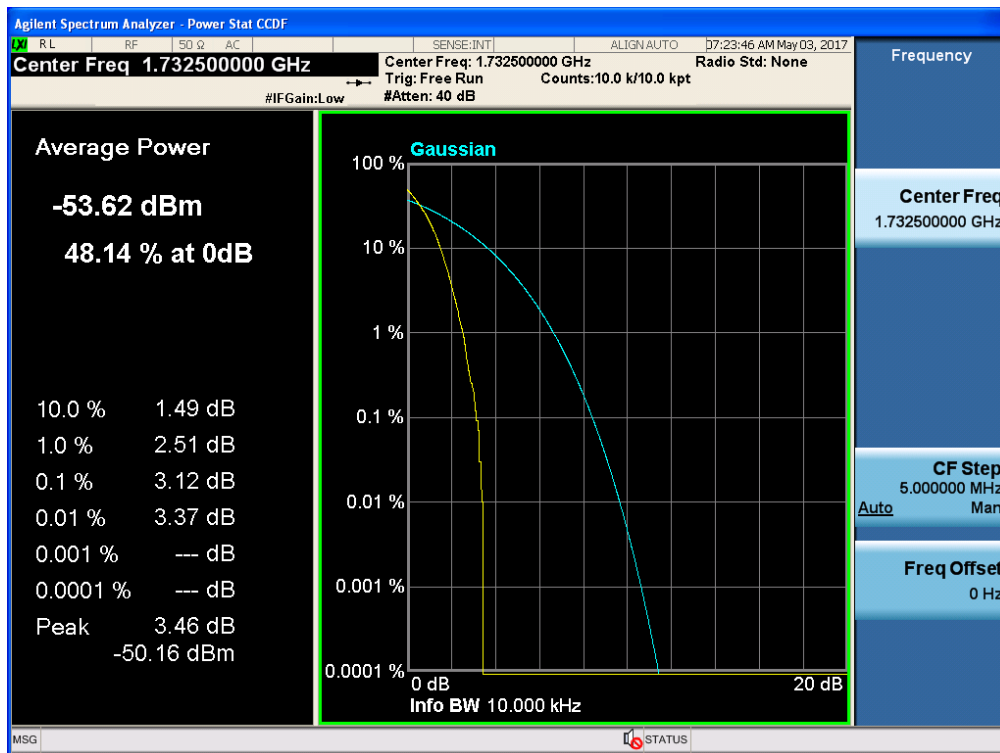 Agilent Spectrum Analyzer - Power Stat CCDF
LXI RL RF 50 Ω AC SENSE:INT ALIGN AUTO 07:23:46 AM May 03, 2017
Center Freq 1.732500000 GHz
Center Freq: 1.732500000 GHz Radio Std: None
Trig: Free Run Counts:10.0 k/10.0 kpt
#IFGain:Low #Atten: 40 dB
Average Power
-53.62 dBm
48.14 % at 0dB
10.0 % 1.49 dB
1.0 % 2.51 dB
0.1 % 3.12 dB
0.01 % 3.37 dB
0.001 % --- dB
0.0001 % --- dB
Peak 3.46 dB
-50.16 dBm
Gaussian
100 %
10 %
1 %
0.1 %
0.01 %
0.001 %
0.0001 %
0 dB 20 dB
Info BW 10.000 kHz
Frequency
Center Freq
1.732500000 GHz
CF Step
5.000000 MHz
Auto Man
Freq Offset
0 Hz
MSG STATUS